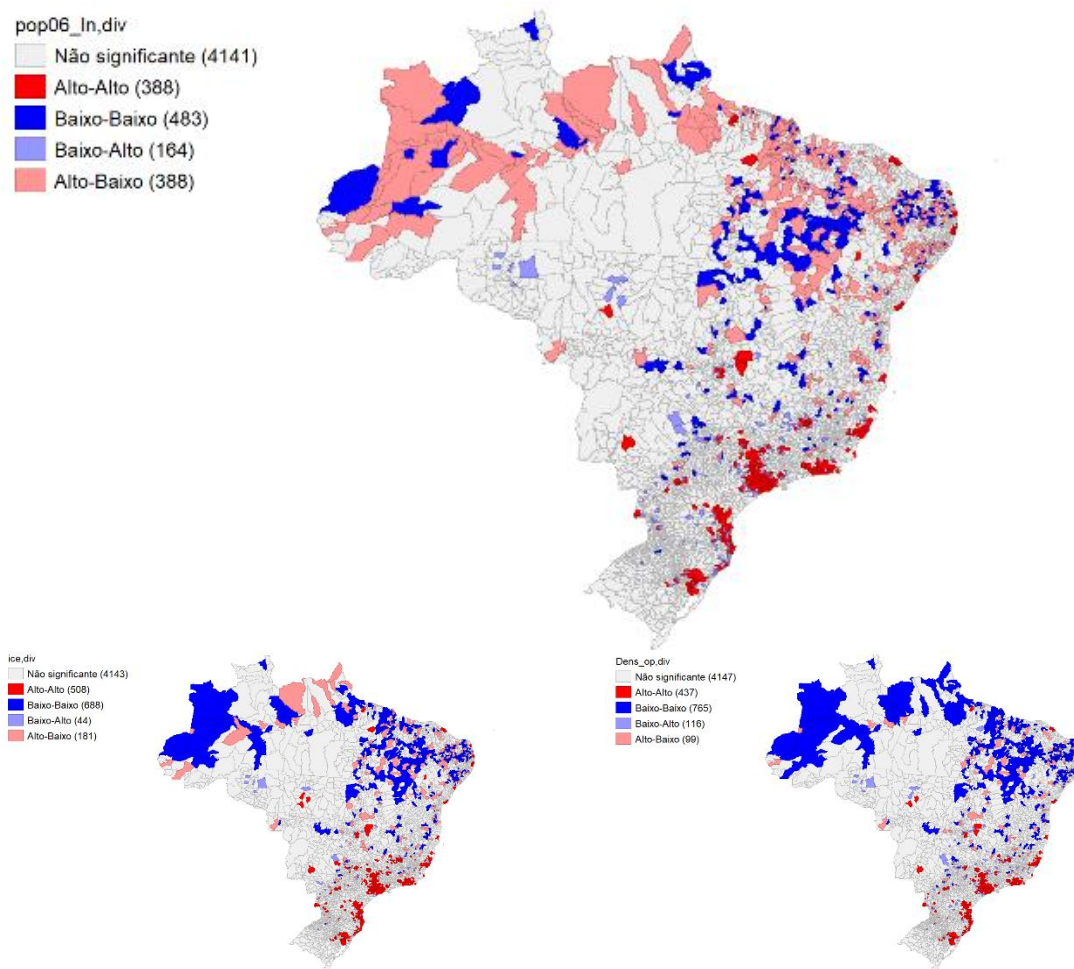 pop06_ln,div
Não significante (4141)
Alto-Alto (388)
Baixo-Baixo (483)
Baixo-Alto (164)
Alto-Baixo (388)
ice,div
Não significante (4143)
Alto-Alto (508)
Baixo-Baixo (688)
Baixo-Alto (44)
Alto-Baixo (181)
Dens_op,div
Não significante (4147)
Alto-Alto (437)
Baixo-Baixo (765)
Baixo-Alto (116)
Alto-Baixo (99)